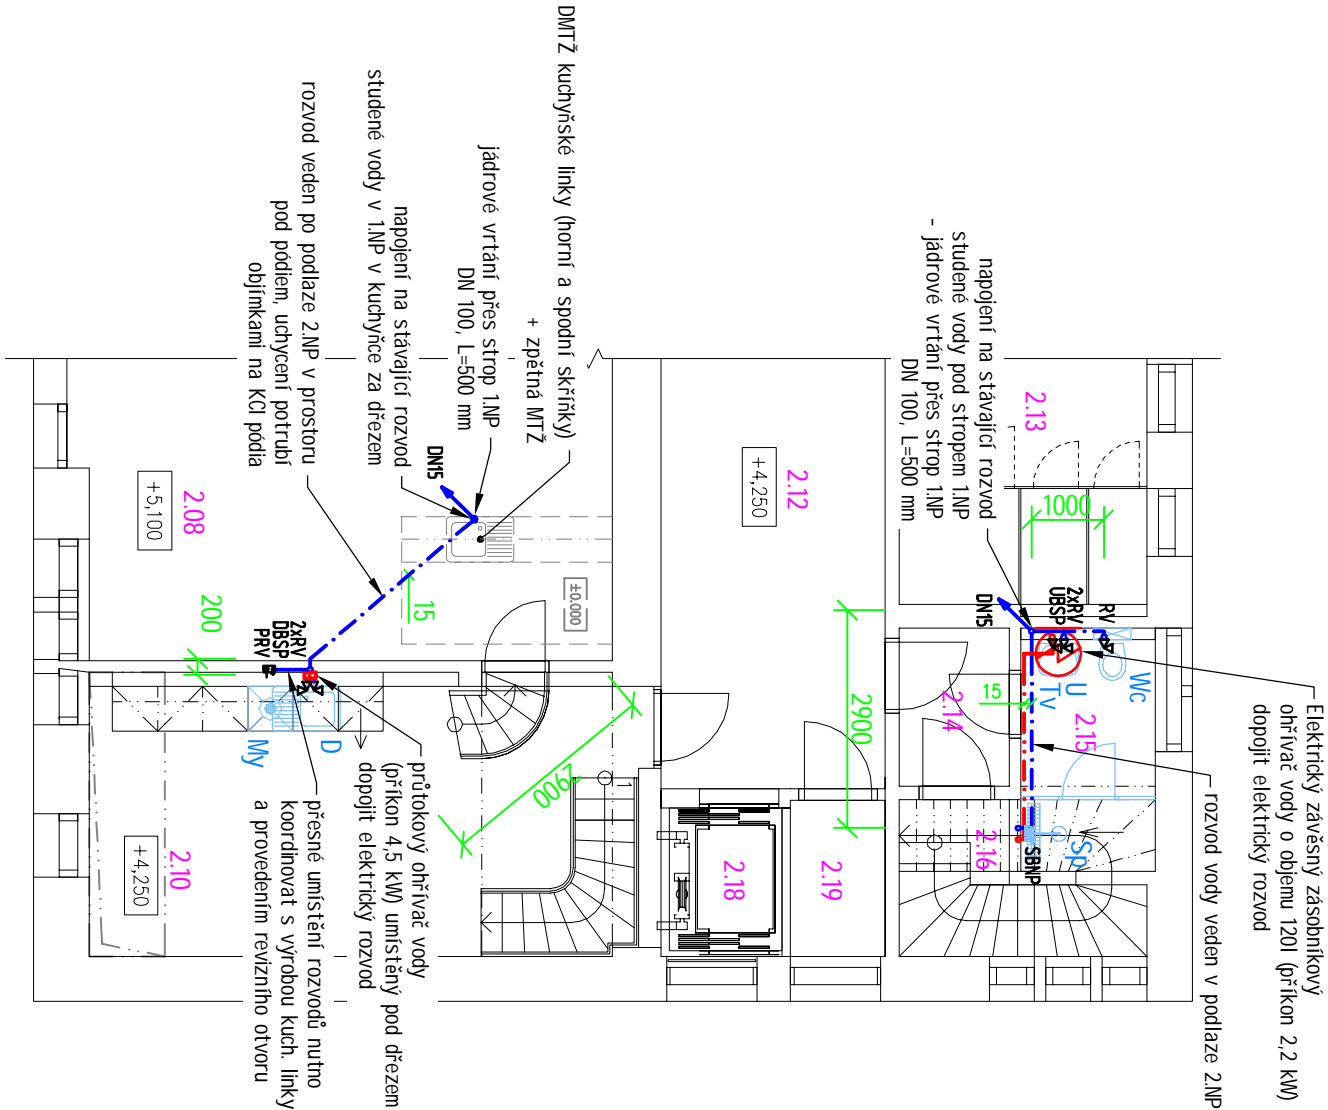 Elektrický závěsný zásobníkový
ohřívač vody o objemu 120l (příkon 2,2 kW)
dopojit elektrický rozvod
rozvod vody veden v podlaze 2.NP
napojení na stávající rozvod
studené vody pod stropem 1.NP
- jádrové vrtání přes strop 1.NP
DN 100, L=500 mm
DMTŽ kuchyňské linky (horní a spodní skříňky)
+ zpětná MTŽ
jádrové vrtání přes strop 1.NP
DN 100, L=500 mm
napojení na stávající rozvod
studené vody v 1.NP v kuchyňce za dřezem
rozvod veden po podlaze 2.NP v prostoru
pod pódiem, uchycení potrubí
objímkami na KCI pódia
průtokový ohřívač vody
(příkon 4,5 kW) umístěný pod dřezem
dopojit elektrický rozvod
přesné umístění rozvodů nutno
koordinovat s výrobou kuch. linky
a provedením revizního otvoru
2.13
1000
RV
2xRV
UBSP
DN15
Wc
U
Tv
2.15
2.14
15
Sp
SBNP
2.16
2.12
+4,250
2900
2.19
2.18
DN15
±0.000
15
2900
1
2.08
+5,100
200
2xRV
DBSP
PRV
D
My
2.10
+4,250